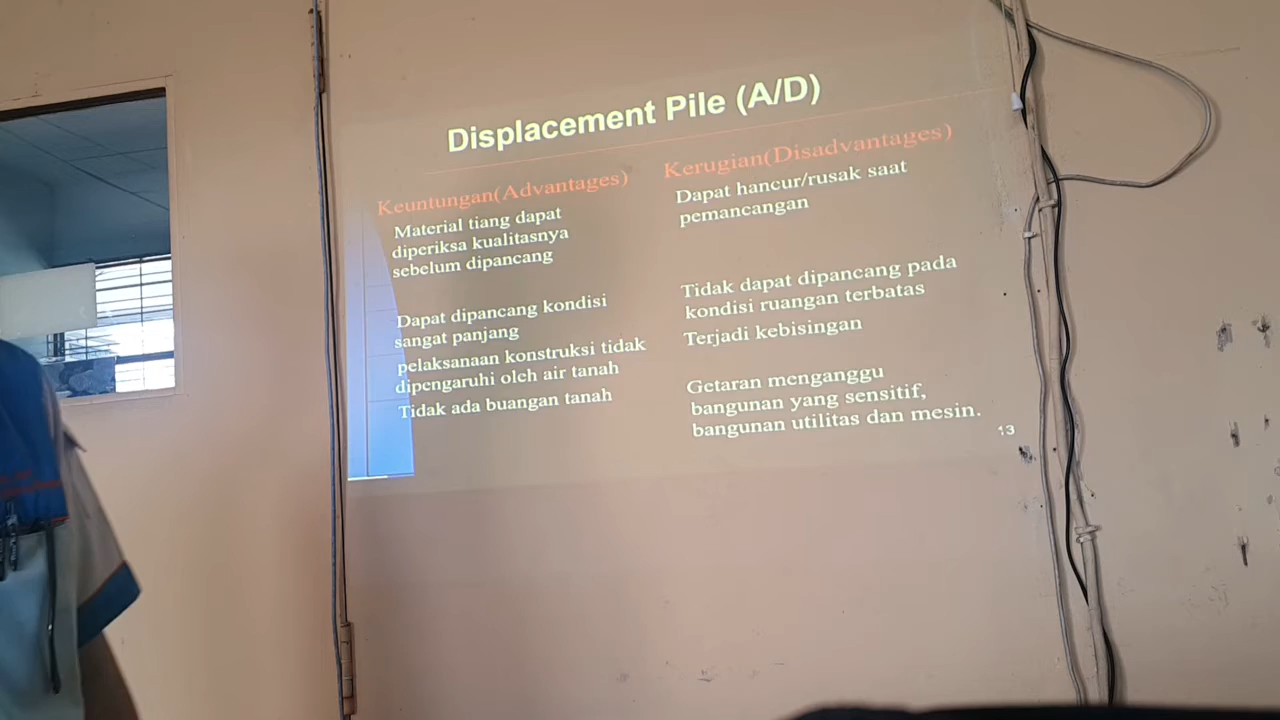 Displacement Pile (A/D)
Keuntungan(Advantages)
Material tiang dapat
diperiksa kualitasnya
sebelum dipancang
Dapat dipancang kondisi
sangat panjang
pelaksanaan konstruksi tidak
dipengaruhi oleh air tanah
Tidak ada buangan tanah
Kerugian(Disadvantages)
Dapat hancur/rusak saat
pemancangan
Tidak dapat dipancang pada
kondisi ruangan terbatas
Terjadi kebisingan
Getaran menganggu
bangunan yang sensitif,
bangunan utilitas dan mesin.
13